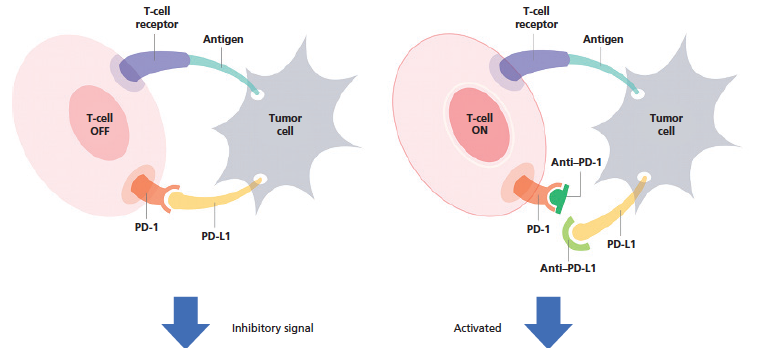 T-cell
receptor
Antigen
T-cell
OFF
Tumor
cell
PD-1
PD-L1
Inhibitory signal
T-cell
receptor
Antigen
T-cell
ON
Tumor
cell
Anti–PD-1
PD-1
PD-L1
Anti–PD-L1
Activated